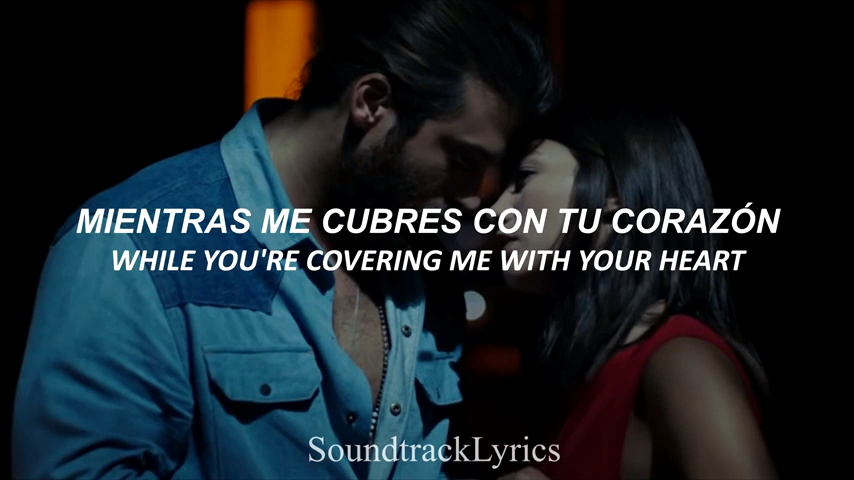 MIENTRAS ME CUBRES CON TU CORAZÓN
WHILE YOU'RE COVERING ME WITH YOUR HEART
SoundtrackLyrics